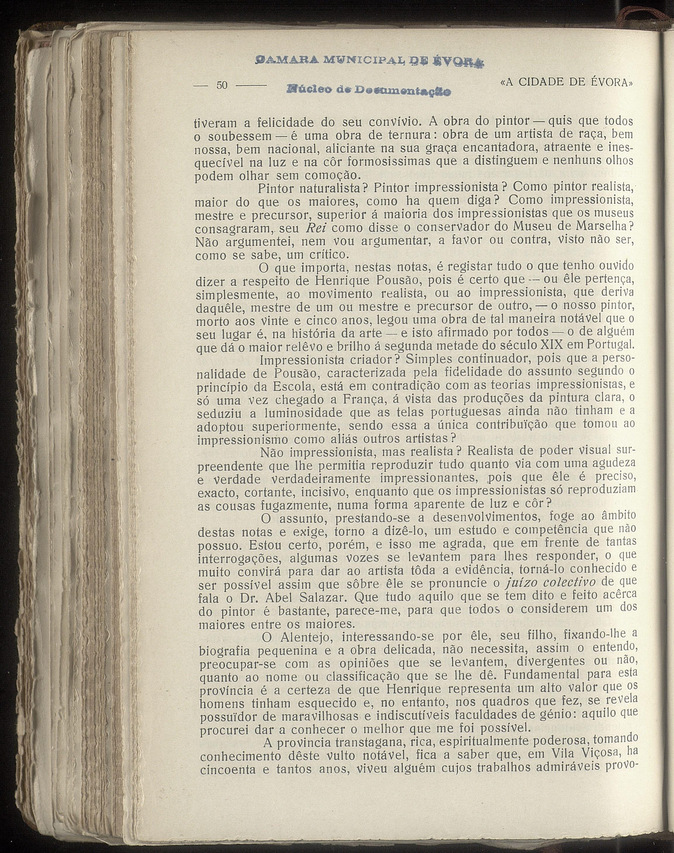 CAMARA MUNICIPAL DE ÉVORA
— 50 —
Núcleo de Documentação
«A CIDADE DE ÉVORA»
tiveram a felicidade do seu convívio. A obra do pintor — quis que todos
o soubessem — é uma obra de ternura: obra de um artista de raça, bem
nossa, bem nacional, aliciante na sua graça encantadora, atraente e ines-
quecível na luz e na côr formosissimas que a distinguem e nenhuns olhos
podem olhar sem comoção.
Pintor naturalista? Pintor impressionista? Como pintor realista,
maior do que os maiores, como ha quem diga? Como impressionista,
mestre e precursor, superior á maioria dos impressionistas que os museus
consagraram, seu Rei como disse o conservador do Museu de Marselha?
Não argumentei, nem vou argumentar, a favor ou contra, visto não ser,
como se sabe, um crítico.
O que importa, nestas notas, é registar tudo o que tenho ouvido
dizer a respeito de Henrique Pousão, pois é certo que — ou êle pertença,
simplesmente, ao movimento realista, ou ao impressionista, que deriva
daquêle, mestre de um ou mestre e precursor de outro, — o nosso pintor,
morto aos vinte e cinco anos, legou uma obra de tal maneira notável que o
seu lugar é, na história da arte — e isto afirmado por todos — o de alguém
que dá o maior relêvo e brilho á segunda metade do século XIX em Portugal.
Impressionista criador? Simples continuador, pois que a perso-
nalidade de Pousão, caracterizada pela fidelidade do assunto segundo o
princípio da Escola, está em contradição com as teorias impressionistas, e
só uma vez chegado a França, á vista das produções da pintura clara, o
seduziu a luminosidade que as telas portuguesas ainda não tinham e a
adoptou superiormente, sendo essa a única contribuïção que tomou ao
impressionismo como aliás outros artistas?
Não impressionista, mas realista? Realista de poder visual sur-
preendente que lhe permitia reproduzir tudo quanto via com uma agudeza
e verdade verdadeiramente impressionantes, pois que êle é preciso,
exacto, cortante, incisivo, enquanto que os impressionistas só reproduziam
as cousas fugazmente, numa forma aparente de luz e côr?
O assunto, prestando-se a desenvolvimentos, foge ao âmbito
destas notas e exige, torno a dizê-lo, um estudo e competência que não
possuo. Estou certo, porém, e isso me agrada, que em frente de tantas
interrogações, algumas vozes se levantem para lhes responder, o que
muito convirá para dar ao artista tôda a evidência, torná-lo conhecido e
ser possível assim que sôbre êle se pronuncie o juízo colectivo de que
fala o Dr. Abel Salazar. Que tudo aquilo que se tem dito e feito acêrca
do pintor é bastante, parece-me, para que todos o considerem um dos
maiores entre os maiores.
O Alentejo, interessando-se por êle, seu filho, fixando-lhe a
biografia pequenina e a obra delicada, não necessita, assim o entendo,
preocupar-se com as opiniões que se levantem, divergentes ou não,
quanto ao nome ou classificação que se lhe dê. Fundamental para esta
província é a certeza de que Henrique representa um alto valor que os
homens tinham esquecido e, no entanto, nos quadros que fez, se revela
possuïdor de maravilhosas e indiscutíveis faculdades de génio: aquilo que
procurei dar a conhecer o melhor que me foi possível.
A provincia transtagana, rica, espiritualmente poderosa, tomando
conhecimento dêste vulto notável, fica a saber que, em Vila Viçosa, ha
cincoenta e tantos anos, viveu alguém cujos trabalhos admiráveis provo-